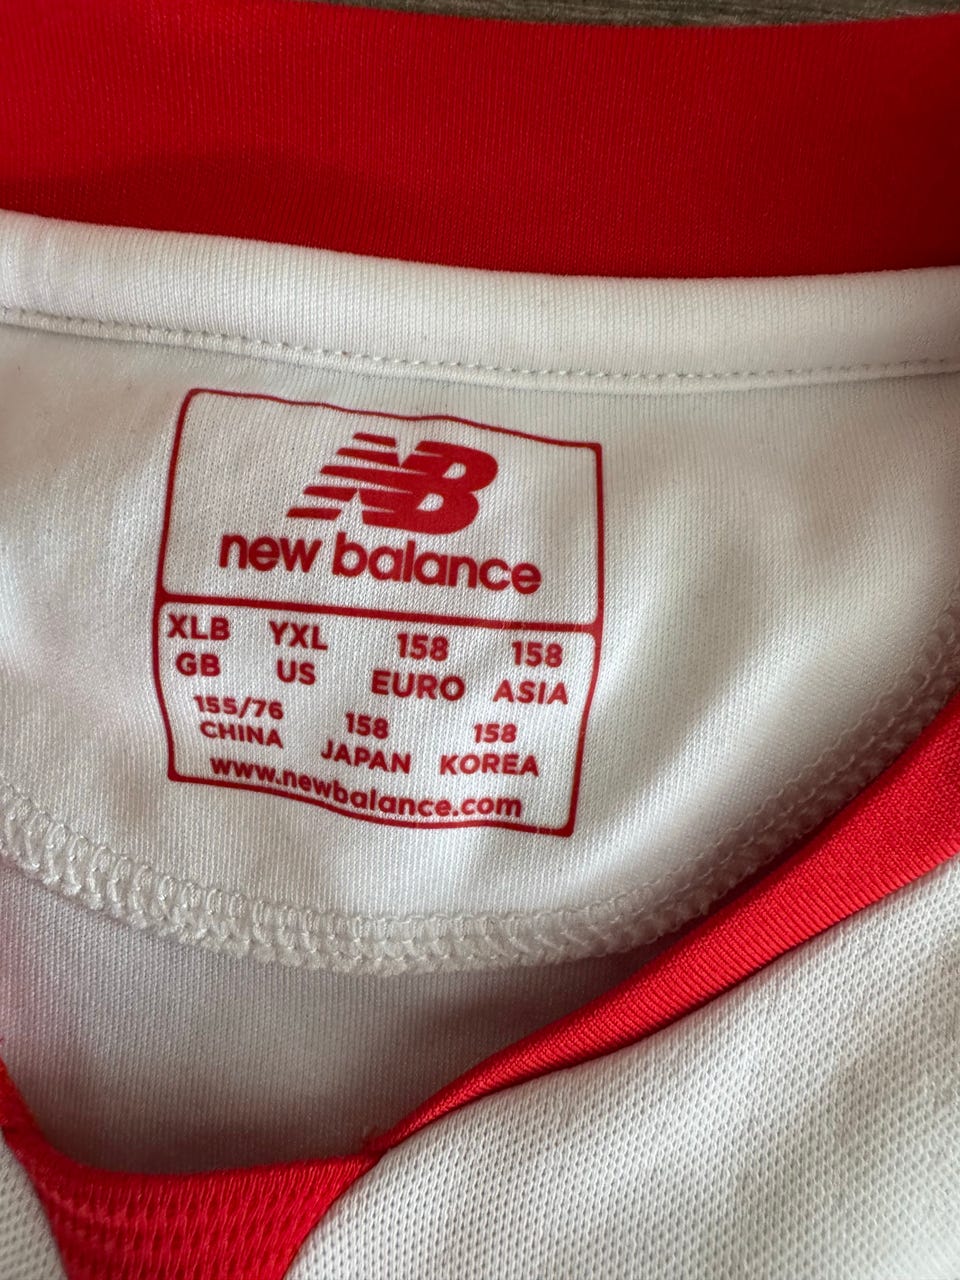 NB
new balance
XLB YXL 158 158
GB US EURO ASIA
155/76 158 158
CHINA JAPAN KOREA
www.newbalance.com